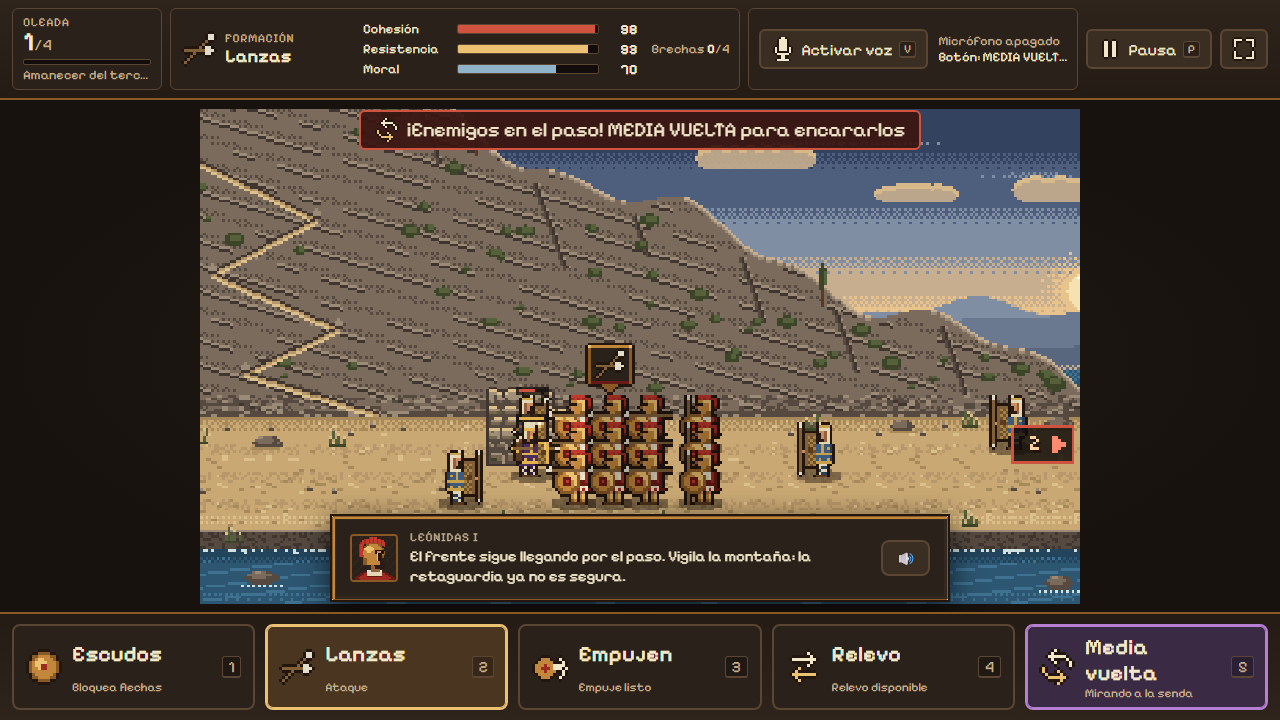 OLEADA
1/4
Amanecer del terc...
FORMACIÓN
Lanzas
Cohesión 98
Resistencia 93 Brechas 0/4
Moral 70
Activar voz V
Micrófono apagado
Botón: MEDIA VUELT...
Pausa P
¡Enemigos en el paso! MEDIA VUELTA para encararlos
2
LEÓNIDAS I
El frente sigue llegando por el paso. Vigila la montaña: la
retaguardia ya no es segura.
Escudos 1
Bloquea flechas
Lanzas 2
Ataque
Empujen 3
Empuje listo
Relevo 4
Relevo disponible
Media
vuelta S
Mirando a la senda